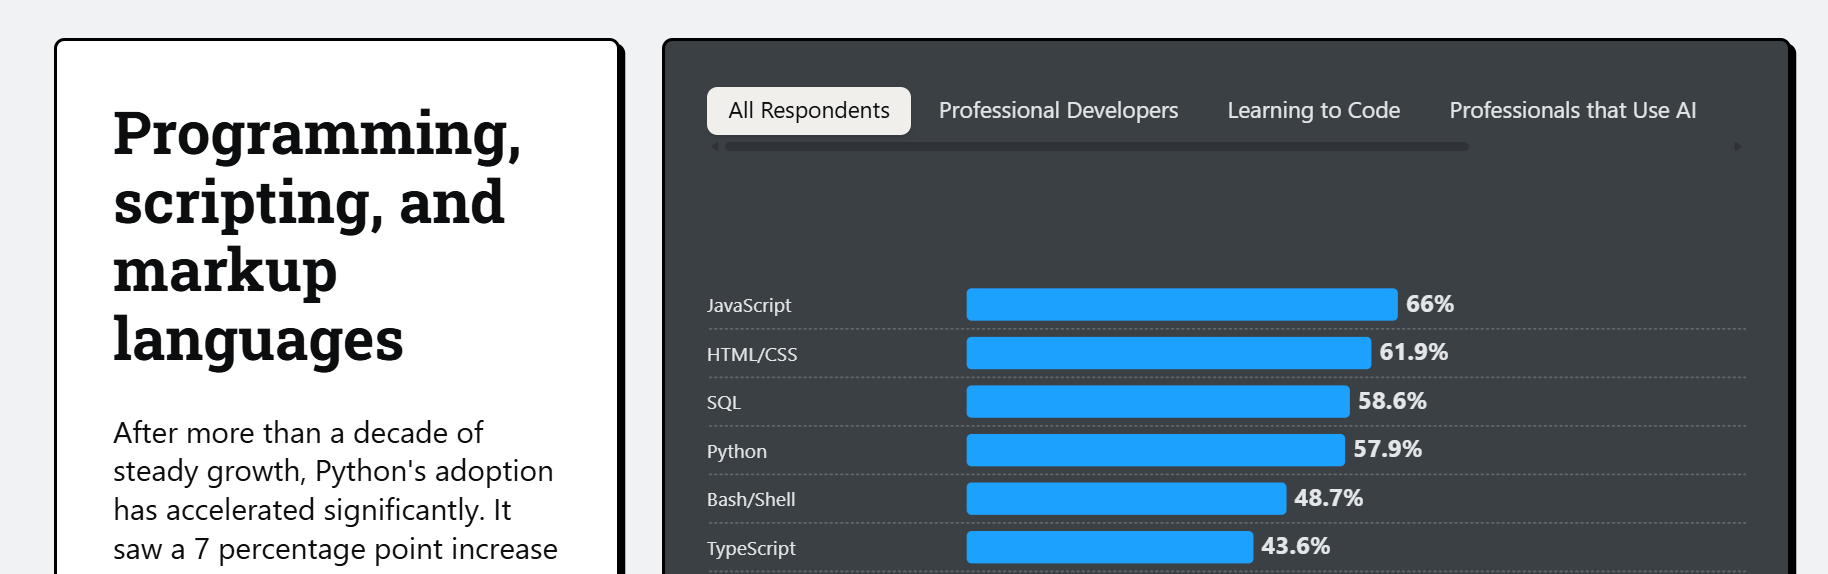 Programming,
scripting, and
markup
languages
After more than a decade of
steady growth, Python's adoption
has accelerated significantly. It
saw a 7 percentage point increase
All Respondents Professional Developers Learning to Code Professionals that Use AI
JavaScript 66%
HTML/CSS 61.9%
SQL 58.6%
Python 57.9%
Bash/Shell 48.7%
TypeScript 43.6%